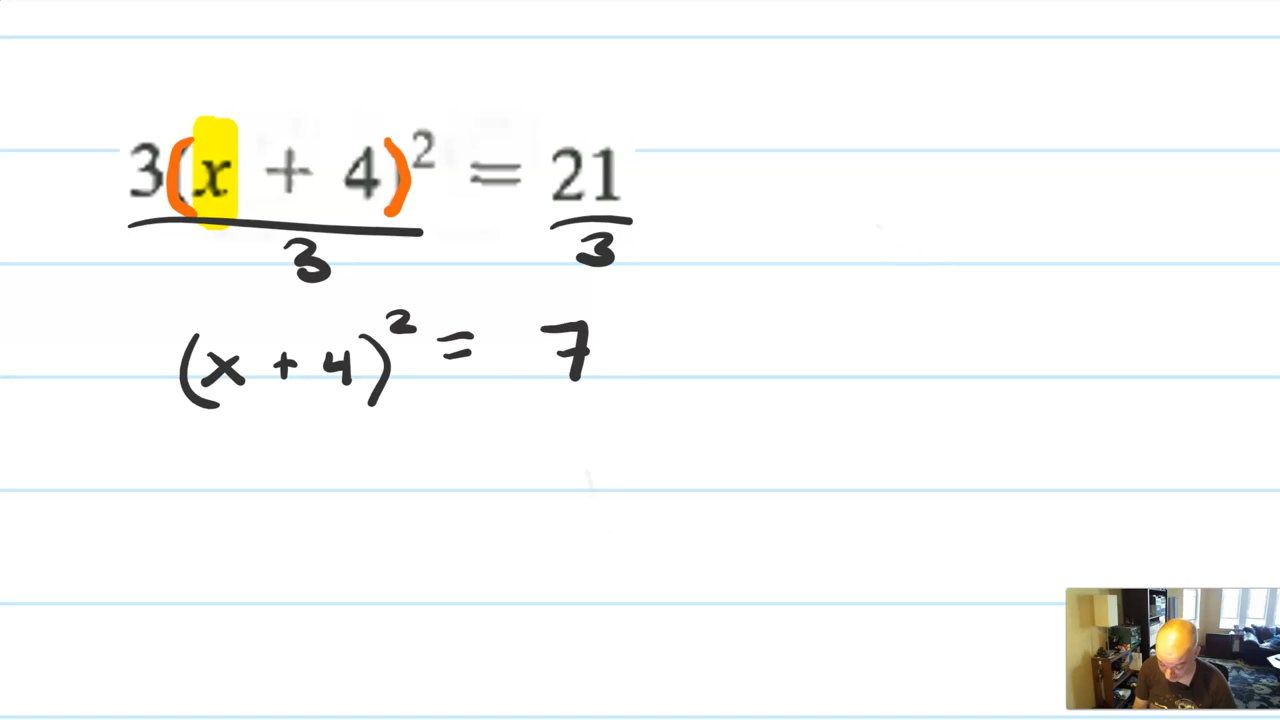 3(x + 4)² = 21
3 3
(x + 4)² = 7